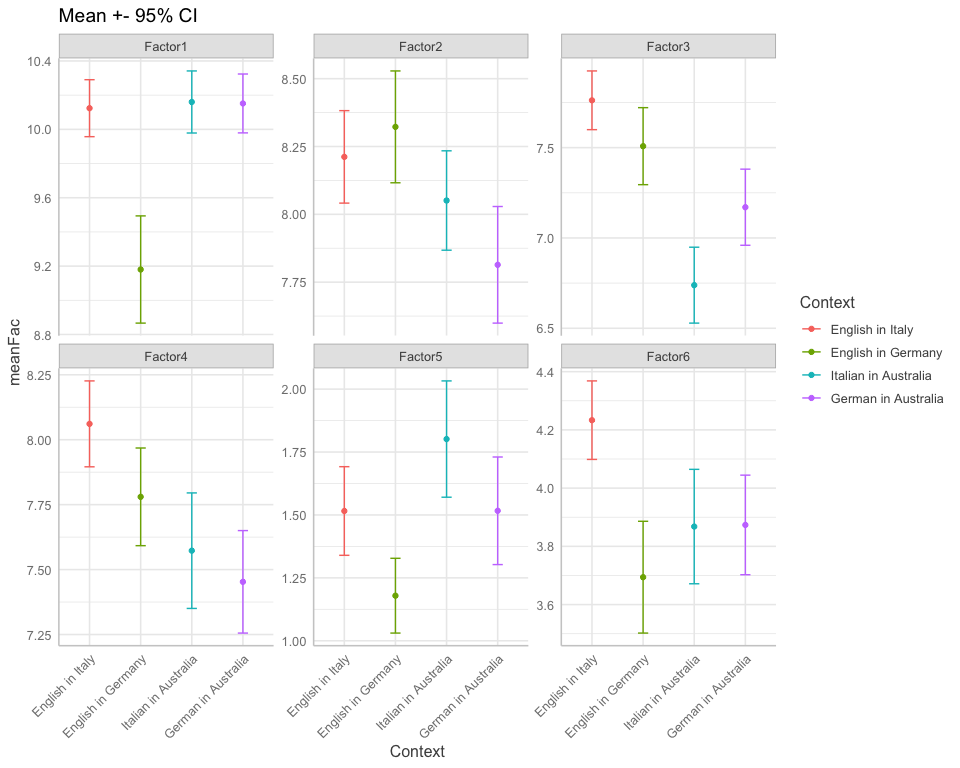 Mean +- 95% CI
Factor1
Factor2
Factor3
10.4
10.0
9.6
9.2
8.8
8.50
8.25
8.00
7.75
7.5
7.0
6.5
meanFac
Factor4
Factor5
Factor6
8.25
8.00
7.75
7.50
7.25
2.00
1.75
1.50
1.25
1.00
4.4
4.2
4.0
3.8
3.6
English in Italy
English in Germany
Italian in Australia
German in Australia
English in Italy
English in Germany
Italian in Australia
German in Australia
English in Italy
English in Germany
Italian in Australia
German in Australia
Context
Context
English in Italy
English in Germany
Italian in Australia
German in Australia